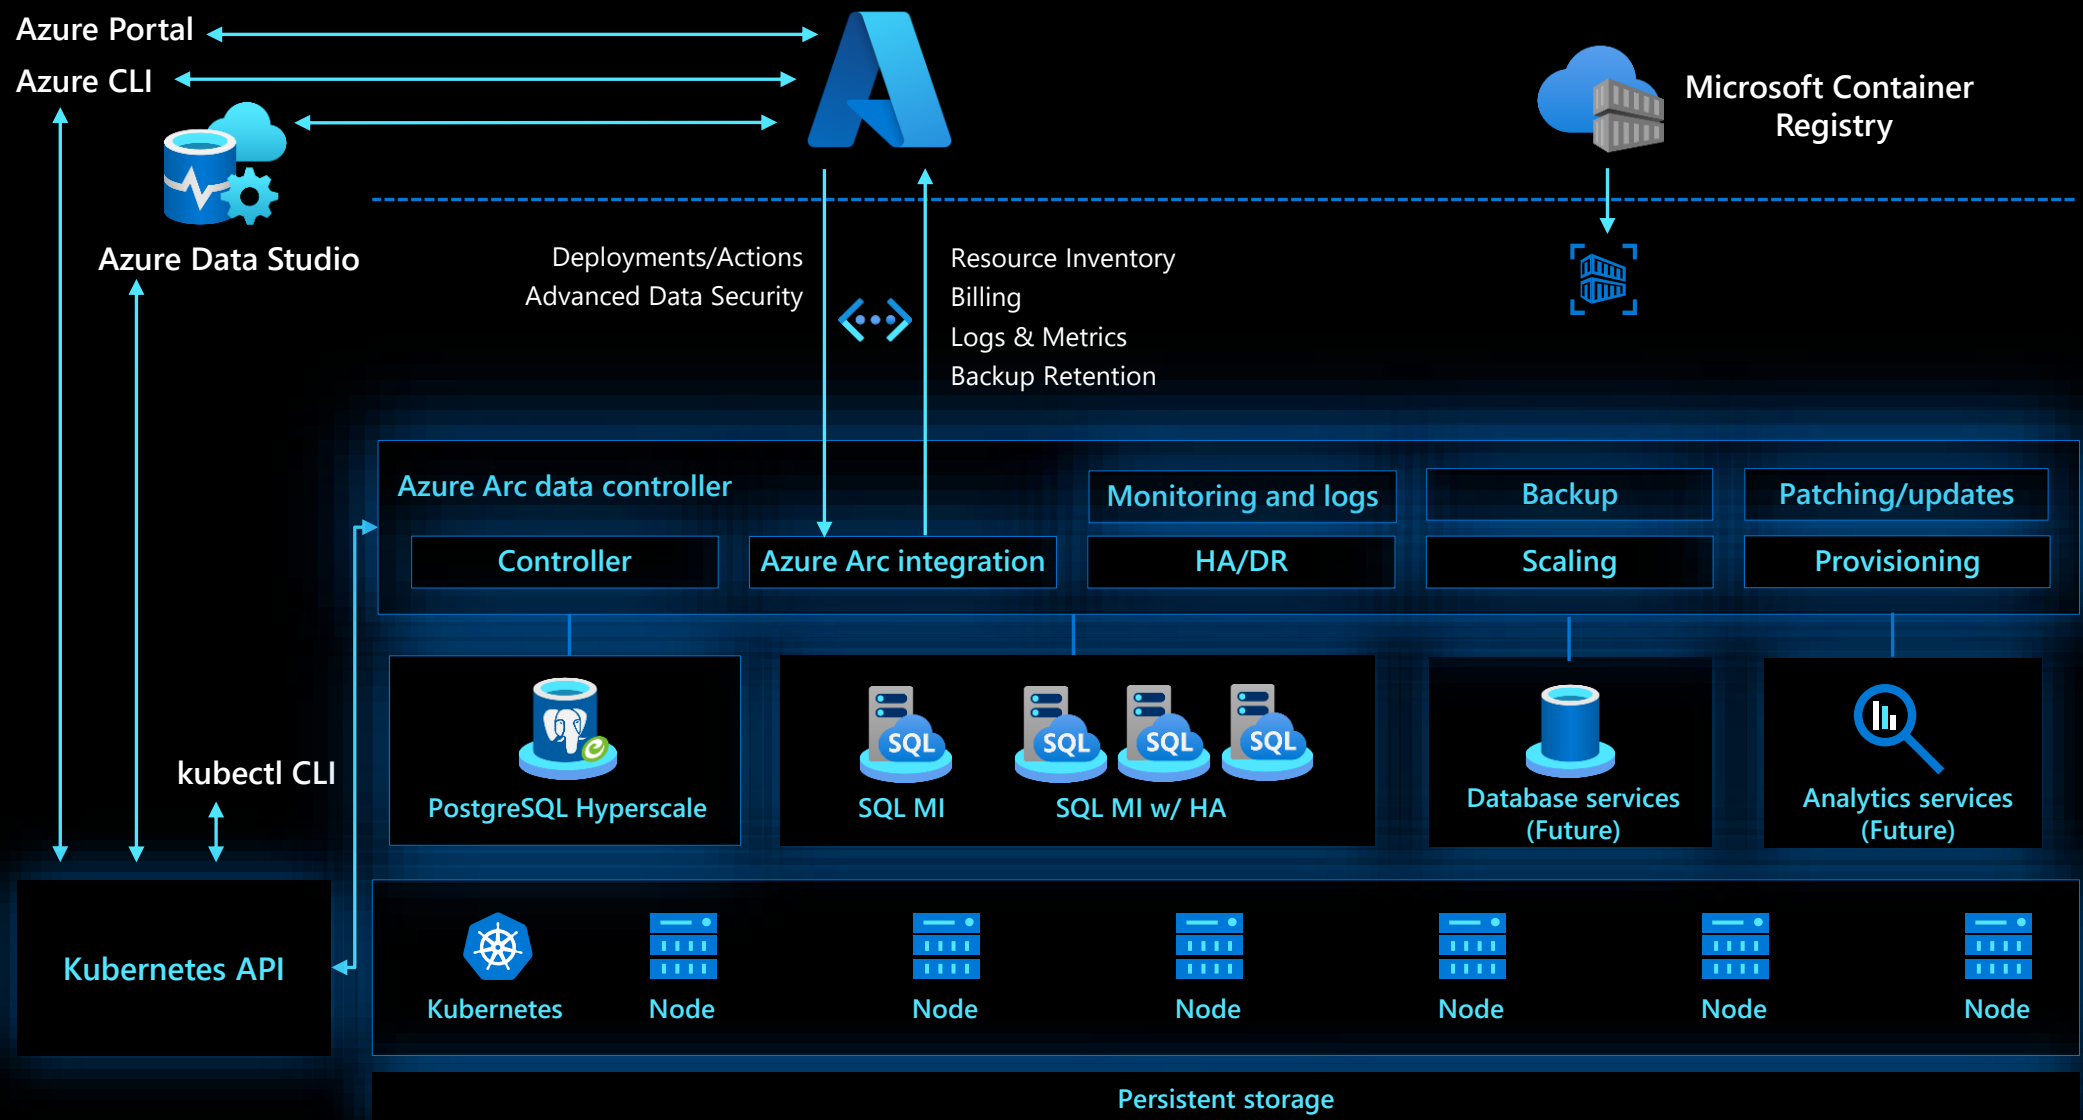 Azure Portal
Azure CLI
Azure Data Studio
Microsoft Container
Registry
Deployments/Actions
Advanced Data Security
Resource Inventory
Billing
Logs & Metrics
Backup Retention
Azure Arc data controller
Monitoring and logs
Backup
Patching/updates
Controller
Azure Arc integration
HA/DR
Scaling
Provisioning
kubectl CLI
PostgreSQL Hyperscale
SQL
SQL
SQL
SQL
SQL MI
SQL MI w/ HA
Database services
(Future)
Analytics services
(Future)
Kubernetes API
Kubernetes
Node
Node
Node
Node
Node
Node
Persistent storage